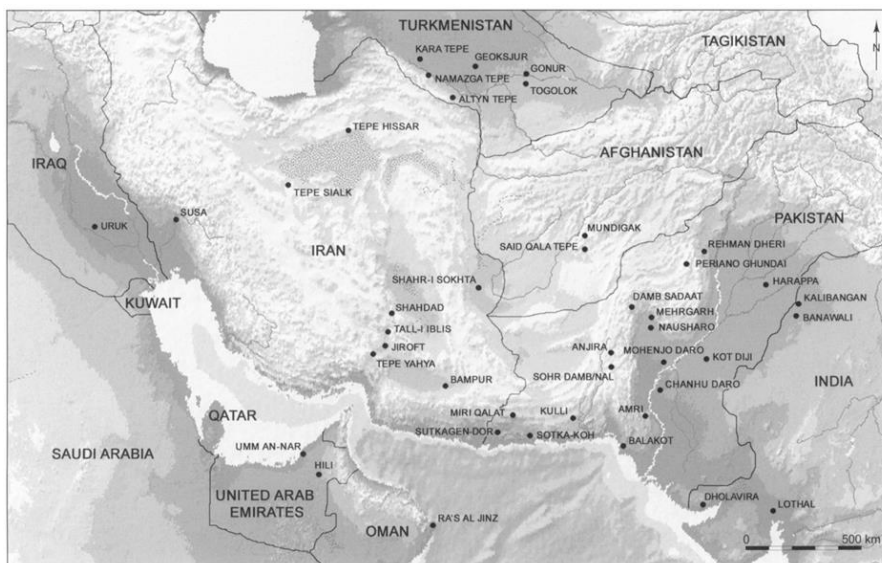 TURKMENISTAN
KARA TEPE
GEOKSJUR
GONUR
NAMAZGA TEPE
TOGOLOK
ALTYN TEPE
TAGIKISTAN
N
TEPE HISSAR
IRAQ
AFGHANISTAN
TEPE SIALK
SUSA
URUK
IRAN
MUNDIGAK
SAID QALA TEPE
PAKISTAN
REHMAN DHERI
PERIANO GHUNDAI
SHAHR-I SOKHTA
HARAPPA
KUWAIT
KALIBANGAN
DAMB SADAAT
SHAHDAD
MEHRGARH
BANAWALI
NAUSHARO
TALL-I IBLIS
JIROFT
ANJIRA
MOHENJO DARO
KOT DIJI
TEPE YAHYA
SOHR DAMB/NAL
BAMPUR
INDIA
CHANHU DARO
QATAR
MIRI QALAT
KULLI
AMRI
SUTKAGEN-DOR
SOTKA-KOH
SAUDI ARABIA
UMM AN-NAR
BALAKOT
HILI
UNITED ARAB
EMIRATES
DHOLAVIRA
LOTHAL
OMAN
RA'S AL JINZ
0 500 km